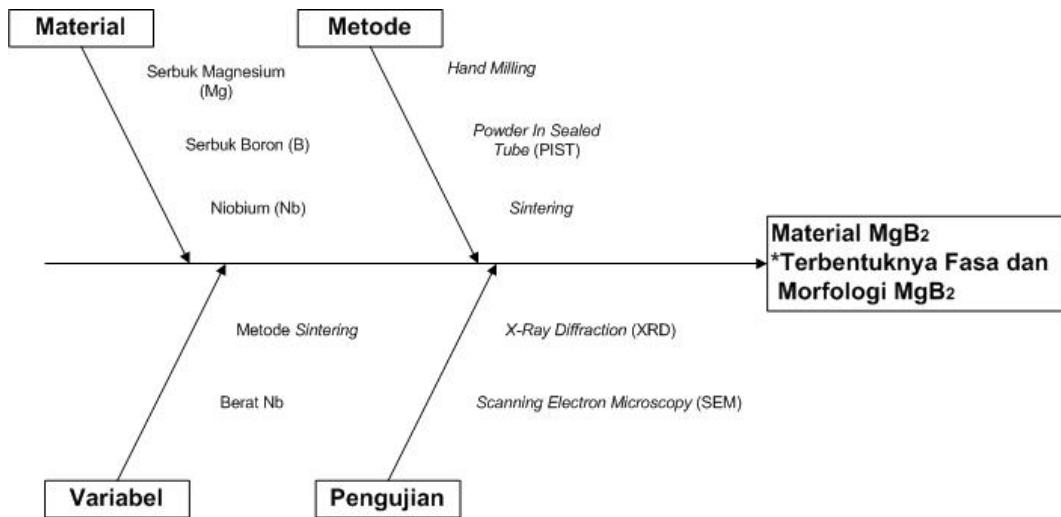 Material
Metode
Serbuk Magnesium
(Mg)
Hand Milling
Serbuk Boron (B)
Powder In Sealed
Tube (PIST)
Niobium (Nb)
Sintering
Material MgB₂
*Terbentuknya Fasa dan
Morfologi MgB₂
Metode Sintering
X-Ray Diffraction (XRD)
Berat Nb
Scanning Electron Microscopy (SEM)
Variabel
Pengujian